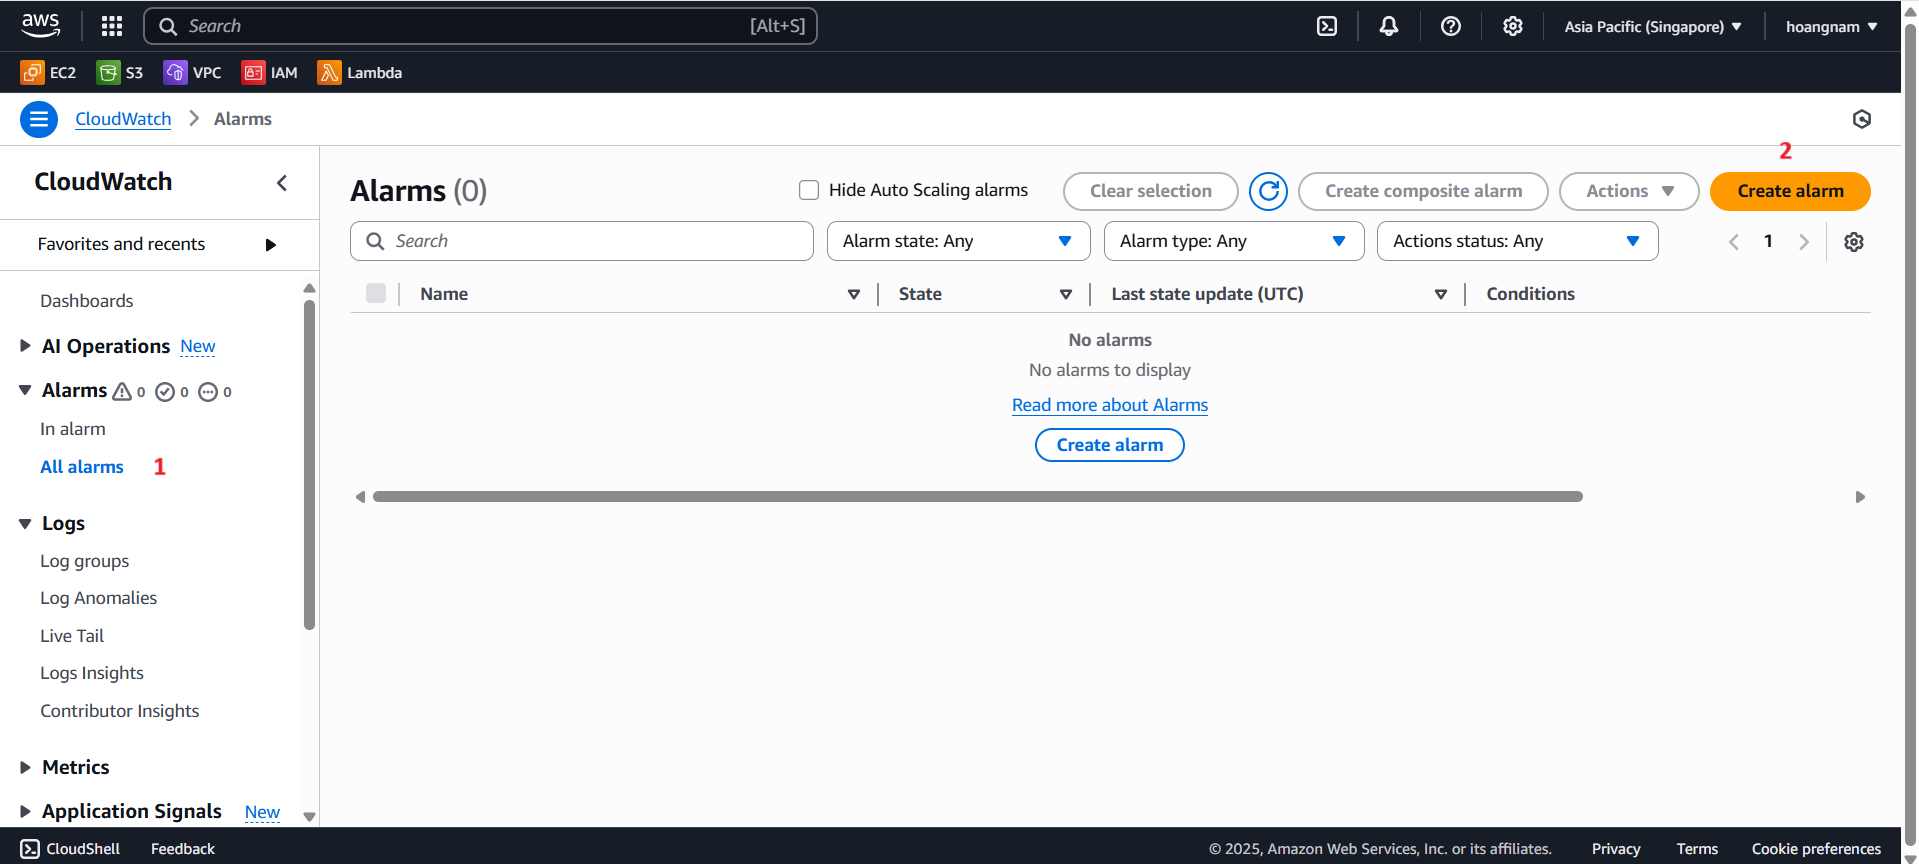 aws Search [Alt+S] Asia Pacific (Singapore) hoangnam
EC2 S3 VPC IAM Lambda
CloudWatch Alarms
2
CloudWatch
Favorites and recents
Dashboards
AI Operations New
Alarms 0 0 0
In alarm
All alarms 1
Logs
Log groups
Log Anomalies
Live Tail
Logs Insights
Contributor Insights
Metrics
Application Signals New
Alarms (0) Hide Auto Scaling alarms Clear selection Create composite alarm Actions Create alarm
Search Alarm state: Any Alarm type: Any Actions status: Any 1
Name State Last state update (UTC) Conditions
No alarms
No alarms to display
Read more about Alarms
Create alarm
CloudShell Feedback © 2025, Amazon Web Services, Inc. or its affiliates. Privacy Terms Cookie preferences